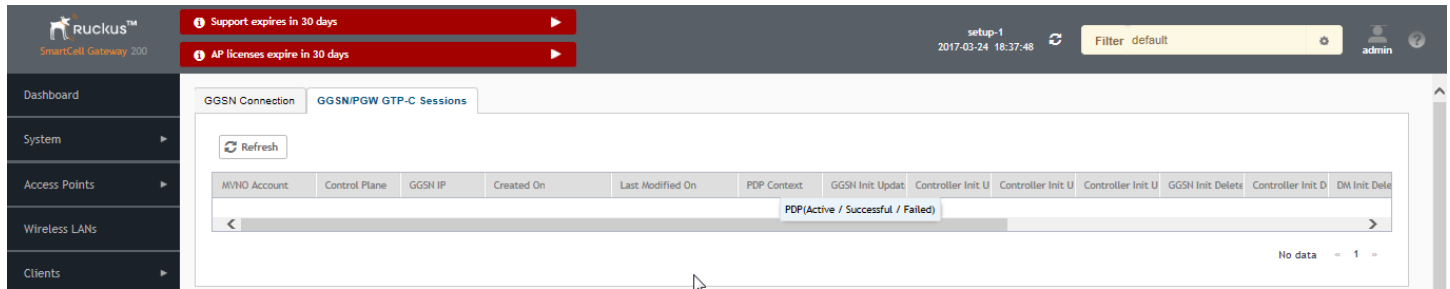 Ruckus™
SmartCell Gateway 200
Support expires in 30 days
AP licenses expire in 30 days
setup-1
2017-03-24 18:37:48
Filter default
admin
Dashboard
System
Access Points
Wireless LANs
Clients
GGSN Connection GGSN/PGW GTP-C Sessions
Refresh
MVNO Account Control Plane GGSN IP Created On Last Modified On PDP Context GGSN Init Updat Controller Init U Controller Init U Controller Init U GGSN Init Delete Controller Init D DM Init Dele
PDP(Active / Successful / Failed)
No data « 1 »